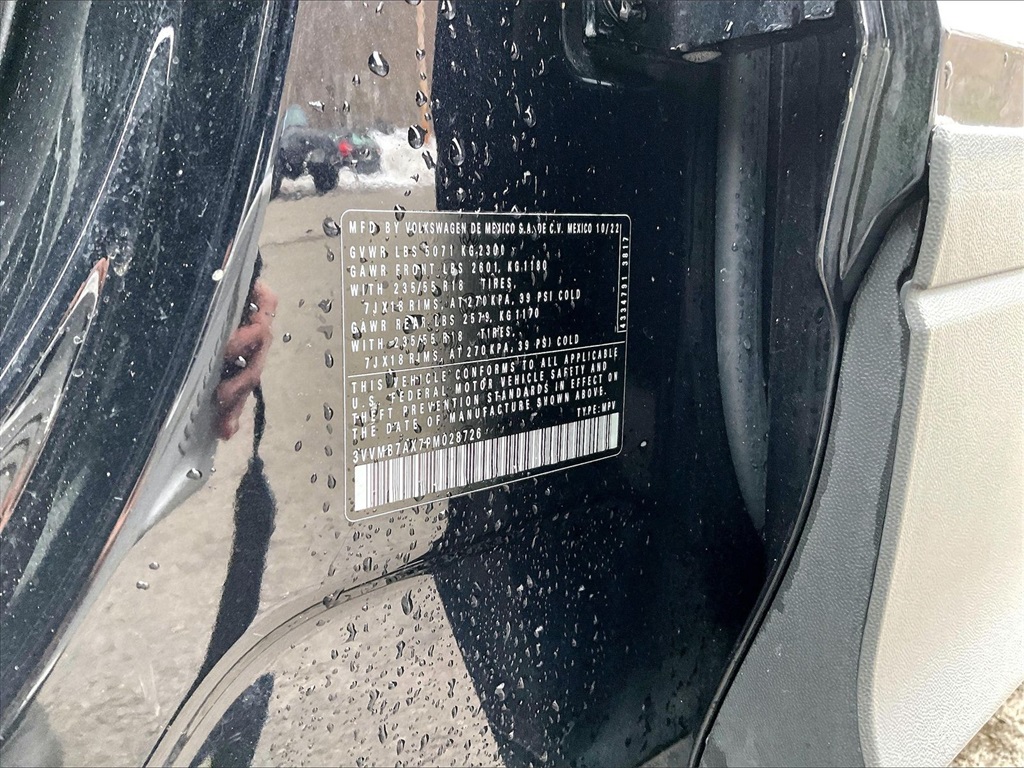 MFD BY VOLKSWAGEN DE MEXICO S.A. DE C.V. MEXICO 10/22
GVWR LBS 5071 KG 2300
GAWR FRONT LBS 2601, KG 1180
WITH 235/55 R18 TIRES,
7JX18 RIMS, AT 270 KPA, 39 PSI COLD
GAWR REAR LBS 2579, KG 1170
WITH 235/55 R18 TIRES,
7JX18 RIMS, AT 270 KPA, 39 PSI COLD
4334791 3817
THIS VEHICLE CONFORMS TO ALL APPLICABLE
U.S. FEDERAL MOTOR VEHICLE SAFETY AND
THEFT PREVENTION STANDARDS IN EFFECT ON
THE DATE OF MANUFACTURE SHOWN ABOVE.
3VVMB7AX7PM028726 TYPE: MPV